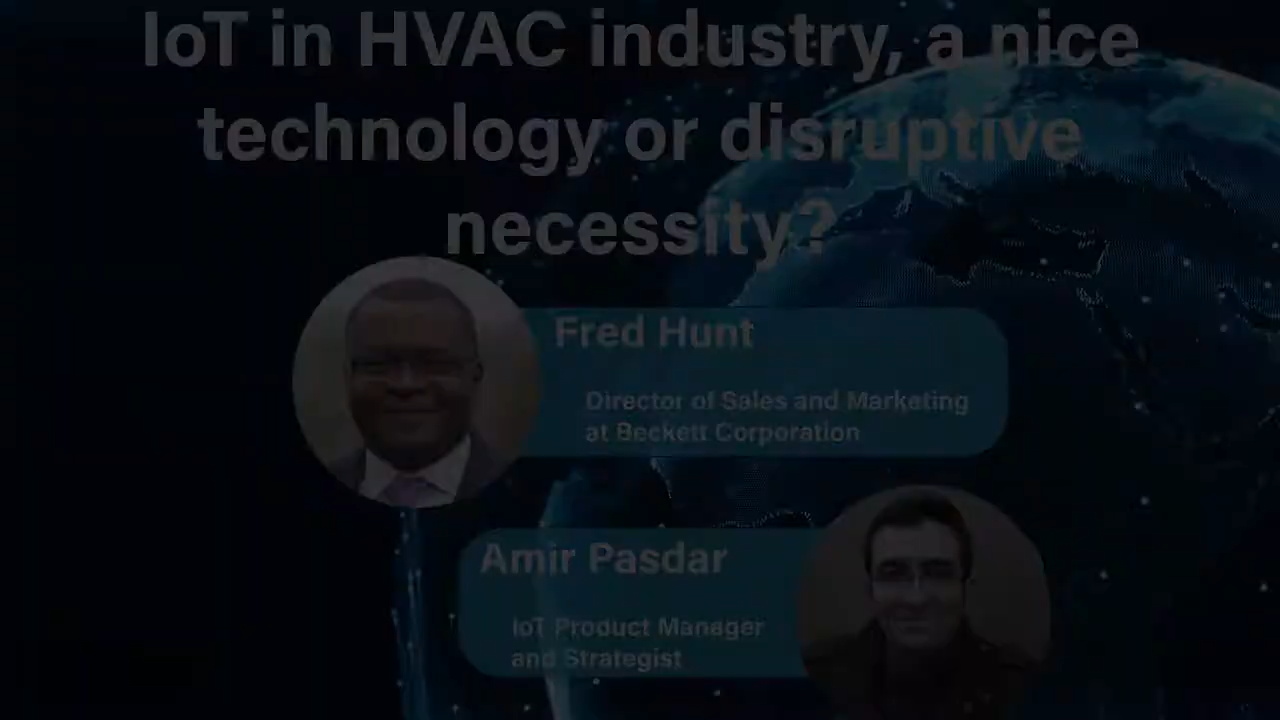 IoT in HVAC industry, a nice
technology or disruptive
necessity?
Fred Hunt
Director of Sales and Marketing
at Beckett Corporation
Amir Pasdar
IoT Product Manager
and Strategist